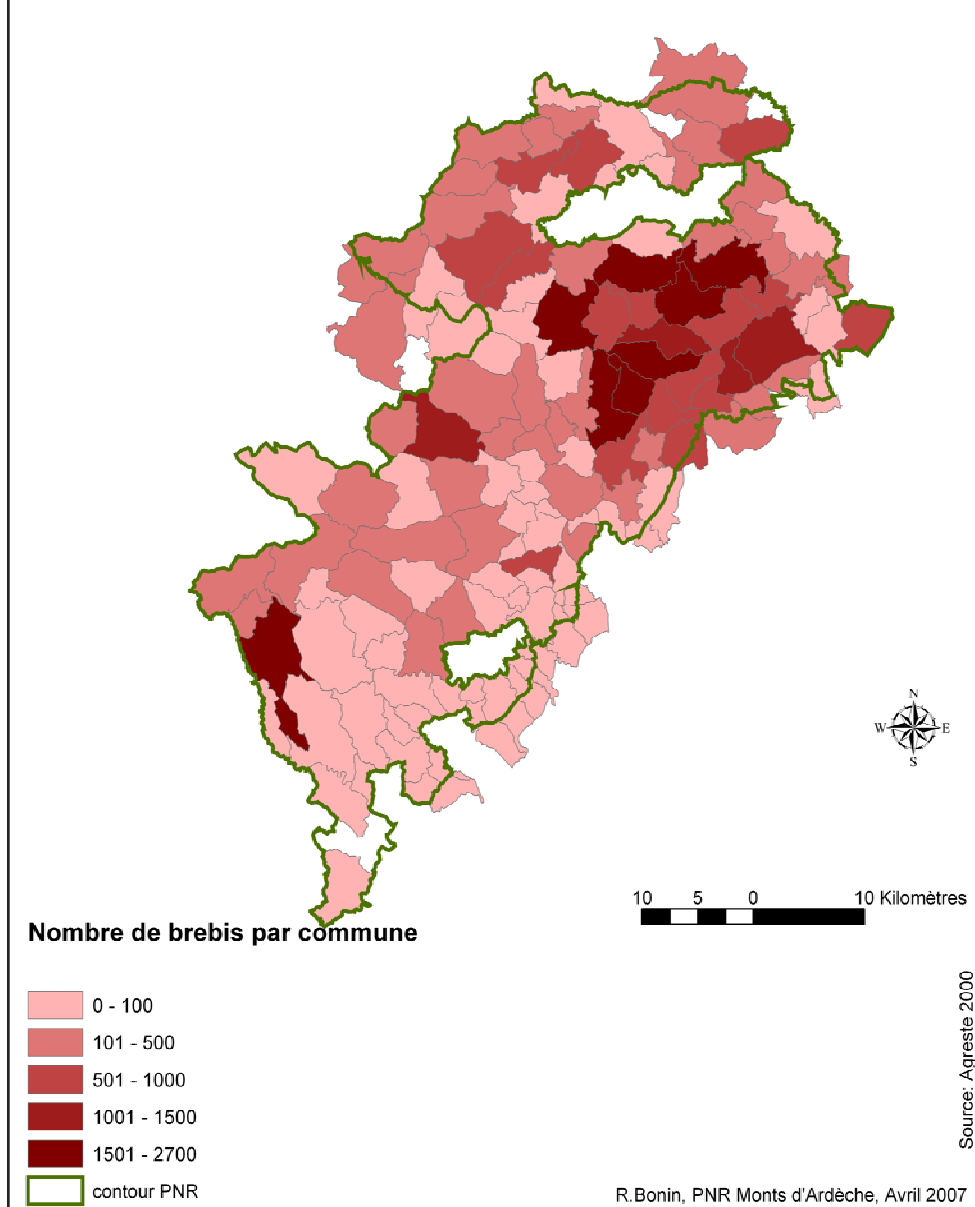 N
W E
S
10 5 0 10 Kilomètres
Nombre de brebis par commune
0 - 100
101 - 500
501 - 1000
1001 - 1500
1501 - 2700
contour PNR
Source: Agreste 2000
R.Bonin, PNR Monts d'Ardèche, Avril 2007